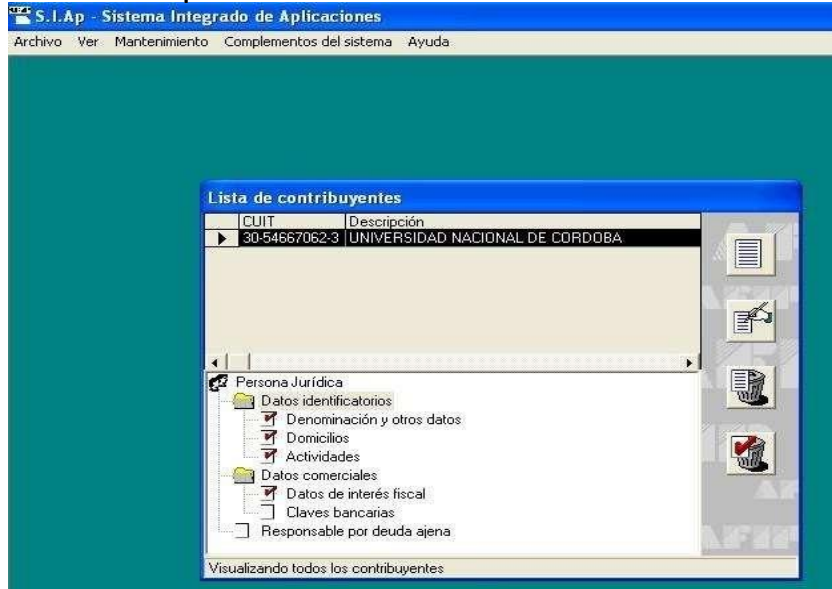 S.I.Ap - Sistema Integrado de Aplicaciones
Archivo Ver Mantenimiento Complementos del sistema Ayuda
Lista de contribuyentes
CUIT Descripción
30-54667062-3 UNIVERSIDAD NACIONAL DE CORDOBA
Persona Jurídica
Datos identificatorios
Denominación y otros datos
Domicilios
Actividades
Datos comerciales
Datos de interés fiscal
Claves bancarias
Responsable por deuda ajena
Visualizando todos los contribuyentes